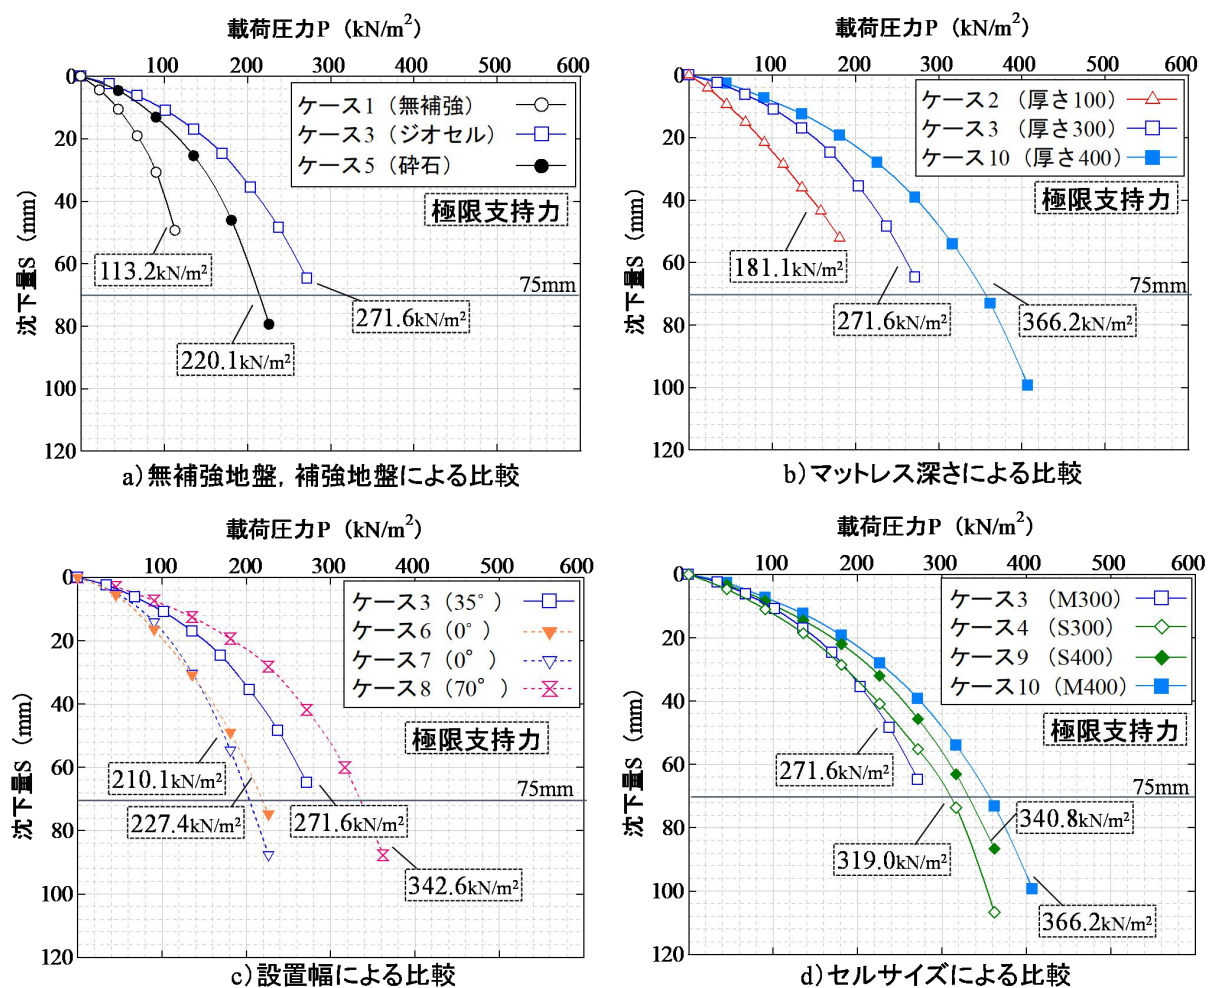 載荷圧力P (kN/m²)
0 100 200 300 400 500 600
0
20
40
60
80
100
120
沈下量S (mm)
ケース1 (無補強)
ケース3 (ジオセル)
ケース5 (砕石)
極限支持力
113.2kN/m²
75mm
271.6kN/m²
220.1kN/m²
a)無補強地盤, 補強地盤による比較
載荷圧力P (kN/m²)
0 100 200 300 400 500 600
0
20
40
60
80
100
120
沈下量S (mm)
ケース2 (厚さ100)
ケース3 (厚さ300)
ケース10 (厚さ400)
極限支持力
181.1kN/m²
75mm
271.6kN/m²
366.2kN/m²
b)マットレス深さによる比較
載荷圧力P (kN/m²)
0 100 200 300 400 500 600
0
20
40
60
80
100
120
沈下量S (mm)
ケース3 (35°)
ケース6 (0°)
ケース7 (0°)
ケース8 (70°)
極限支持力
210.1kN/m²
75mm
227.4kN/m²
271.6kN/m²
342.6kN/m²
c)設置幅による比較
載荷圧力P (kN/m²)
0 100 200 300 400 500 600
0
20
40
60
80
100
120
沈下量S (mm)
ケース3 (M300)
ケース4 (S300)
ケース9 (S400)
ケース10 (M400)
極限支持力
271.6kN/m²
75mm
340.8kN/m²
319.0kN/m²
366.2kN/m²
d)セルサイズによる比較